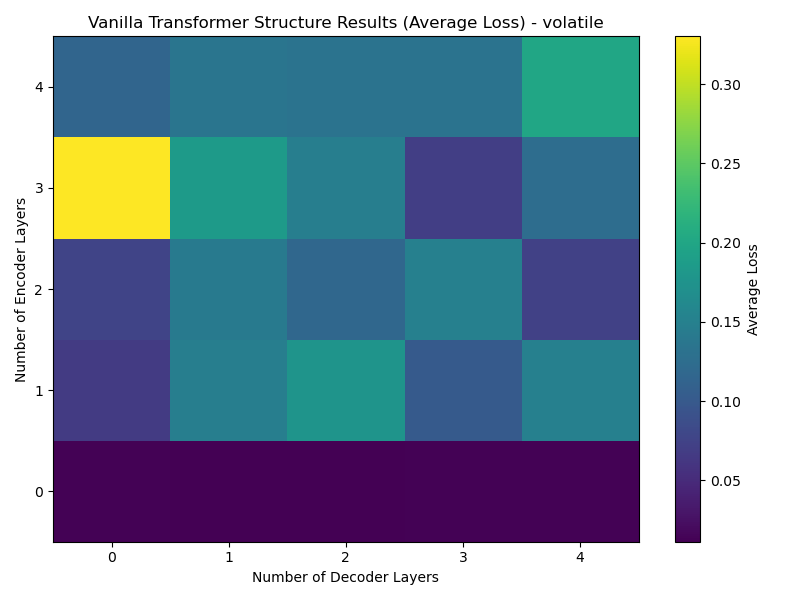 Vanilla Transformer Structure Results (Average Loss) - volatile
4
3
2
1
0
Number of Encoder Layers
0 1 2 3 4
Number of Decoder Layers
0.30
0.25
0.20
0.15
0.10
0.05
Average Loss